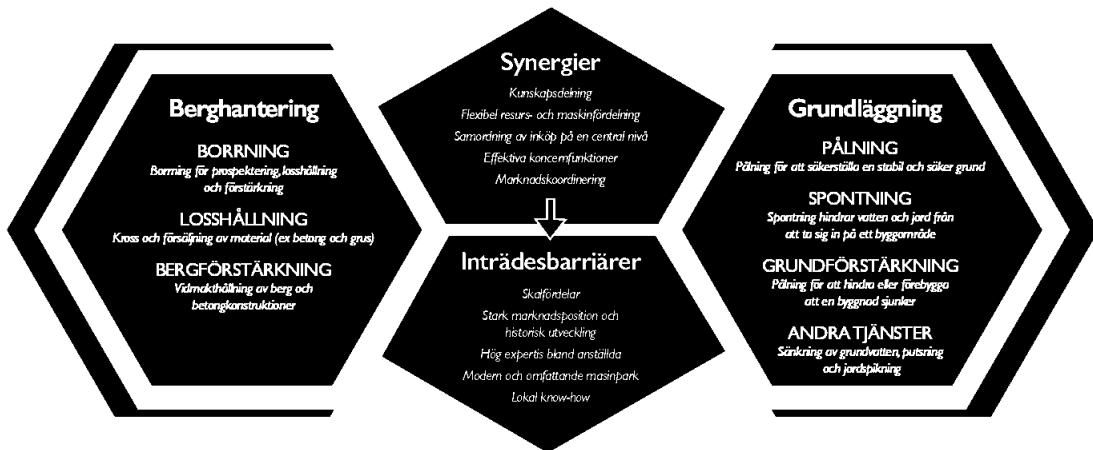 Berghantering
BORRNING
Borrning för prospektering, losshållning
och förstärkning
LOSSHÅLLNING
Kross och försäljning av material (ex betong och grus)
BERGFÖRSTÄRKNING
Vidmakthållning av berg och
betongkonstruktioner
Synergier
Kunskapsdelning
Flexibel resurs- och maskinfördelning
Samordning av inköp på en central nivå
Effektiva koncernfunktioner
Marknadskoordinering
Inträdesbarriärer
Skalfördelar
Stark marknadsposition och
historisk utveckling
Hög expertis bland anställda
Modern och omfattande masinpark
Lokal know-how
Grundläggning
PÅLNING
Pålning för att säkerställa en stabil och säker grund
SPONTNING
Spontning hindrar vatten och jord från
att ta sig in på ett byggområde
GRUNDFÖRSTÄRKNING
Pålning för att hindra eller förebygga
att en byggnad sjunker
ANDRA TJÄNSTER
Sänkning av grundvatten, putsning
och jordspikning